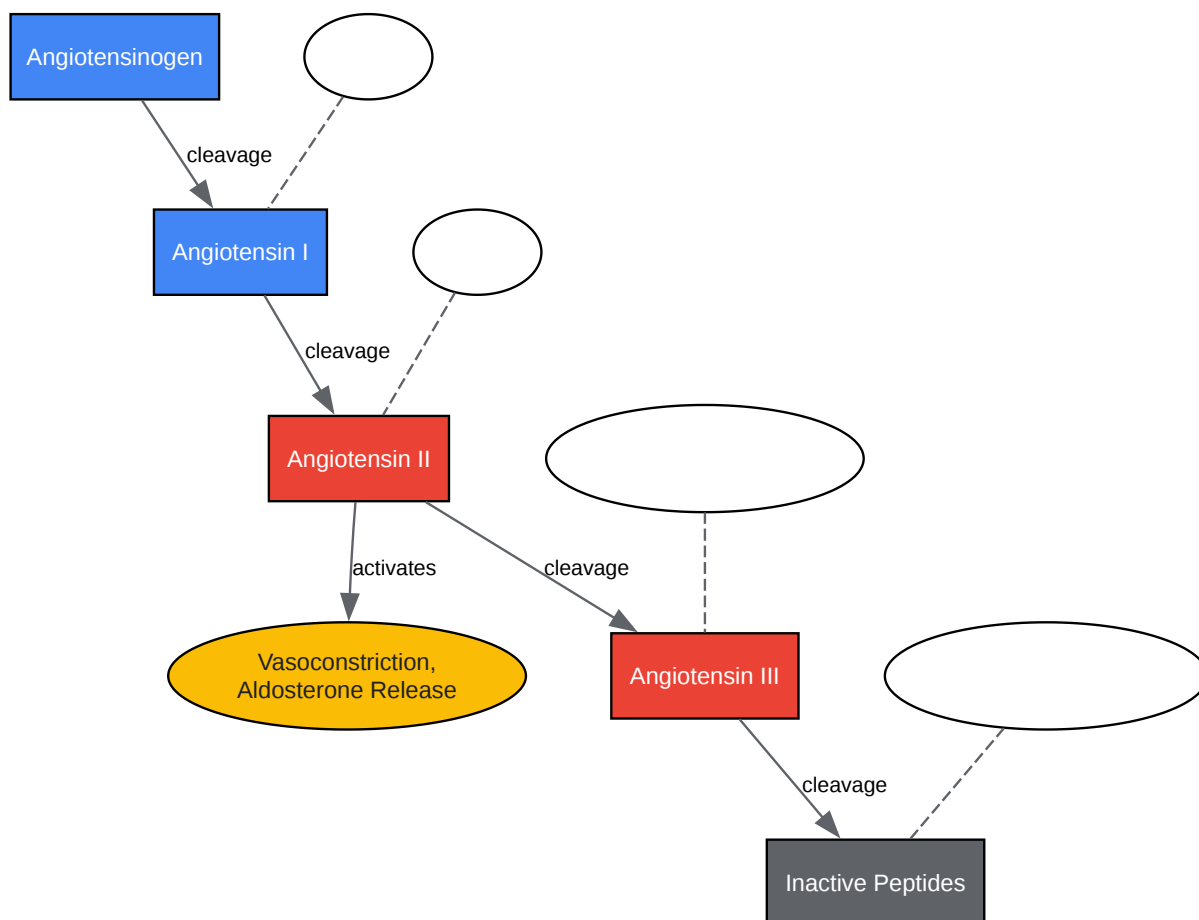 Angiotensinogen
cleavage
Angiotensin I
cleavage
Angiotensin II
activates
cleavage
Vasoconstriction,
Aldosterone Release
Angiotensin III
cleavage
Inactive Peptides